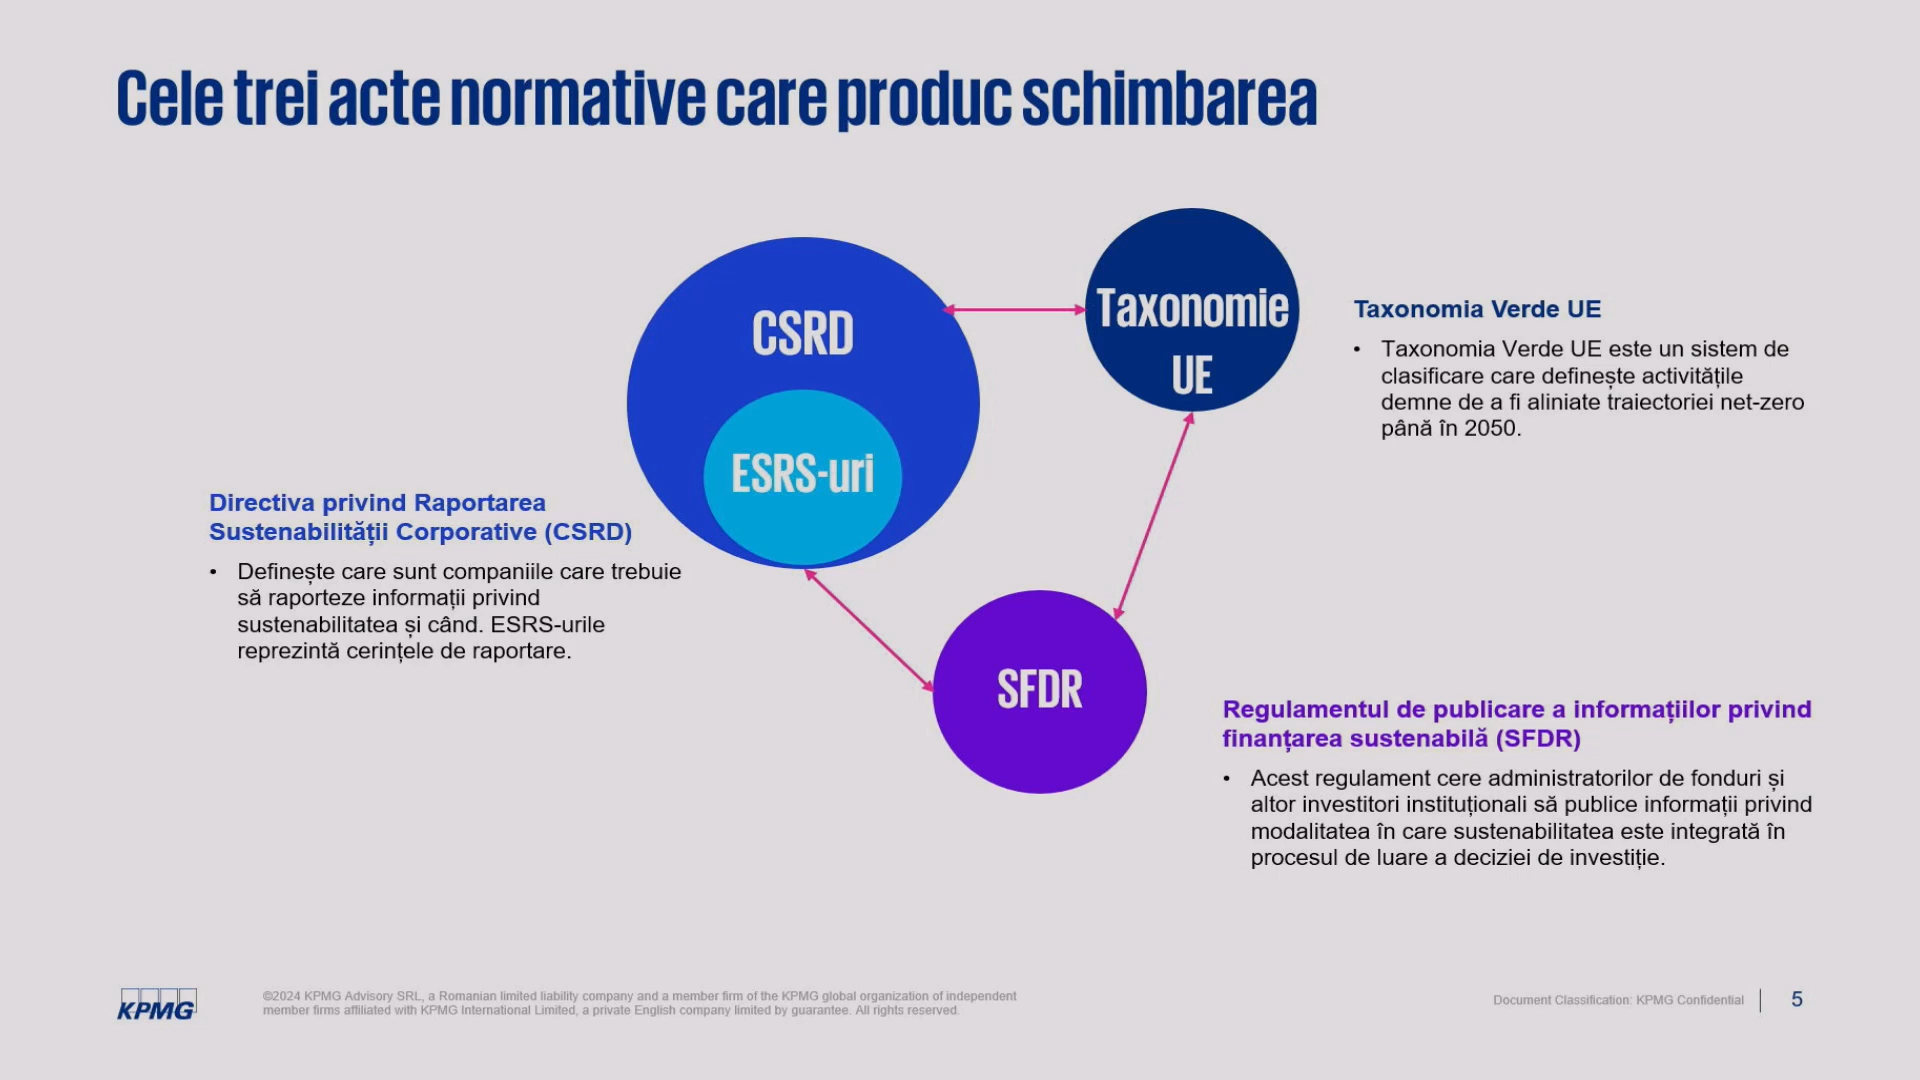 Cele trei acte normative care produc schimbarea
CSRD
ESRS-uri
Taxonomie
UE
SFDR
Taxonomia Verde UE
• Taxonomia Verde UE este un sistem de
clasificare care definește activitățile
demne de a fi aliniate traiectoriei net-zero
până în 2050.
Directiva privind Raportarea
Sustenabilității Corporative (CSRD)
• Definește care sunt companiile care trebuie
să raporteze informații privind
sustenabilitatea și când. ESRS-urile
reprezintă cerințele de raportare.
Regulamentul de publicare a informațiilor privind
finanțarea sustenabilă (SFDR)
• Acest regulament cere administratorilor de fonduri și
altor investitori instituționali să publice informații privind
modalitatea în care sustenabilitatea este integrată în
procesul de luare a deciziei de investiție.
KPMG
©2024 KPMG Advisory SRL, a Romanian limited liability company and a member firm of the KPMG global organization of independent
member firms affiliated with KPMG International Limited, a private English company limited by guarantee. All rights reserved.
Document Classification: KPMG Confidential
5